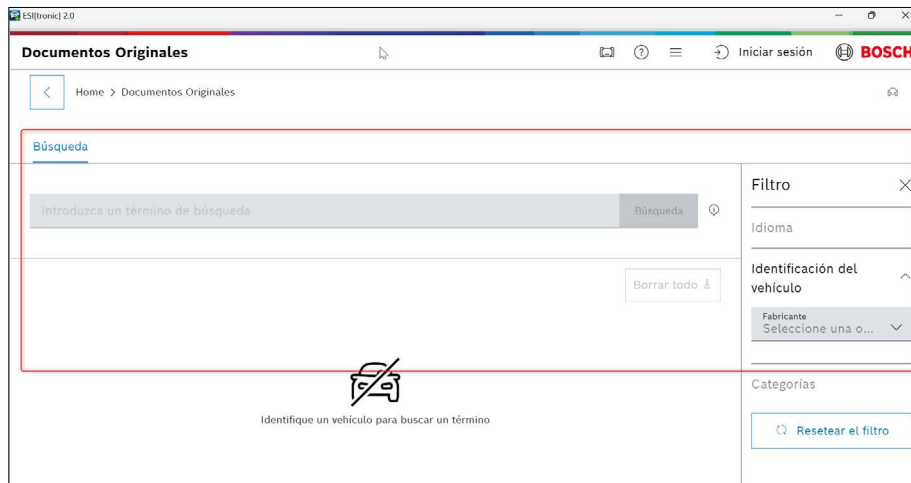 ESI[tronic] 2.0
Documentos Originales
Iniciar sesión
BOSCH
Home > Documentos Originales
Búsqueda
Introduzca un término de búsqueda
Búsqueda
Borrar todo
Identifique un vehículo para buscar un término
Filtro
Idioma
Identificación del
vehículo
Fabricante
Seleccione una o...
Categorías
Resetear el filtro